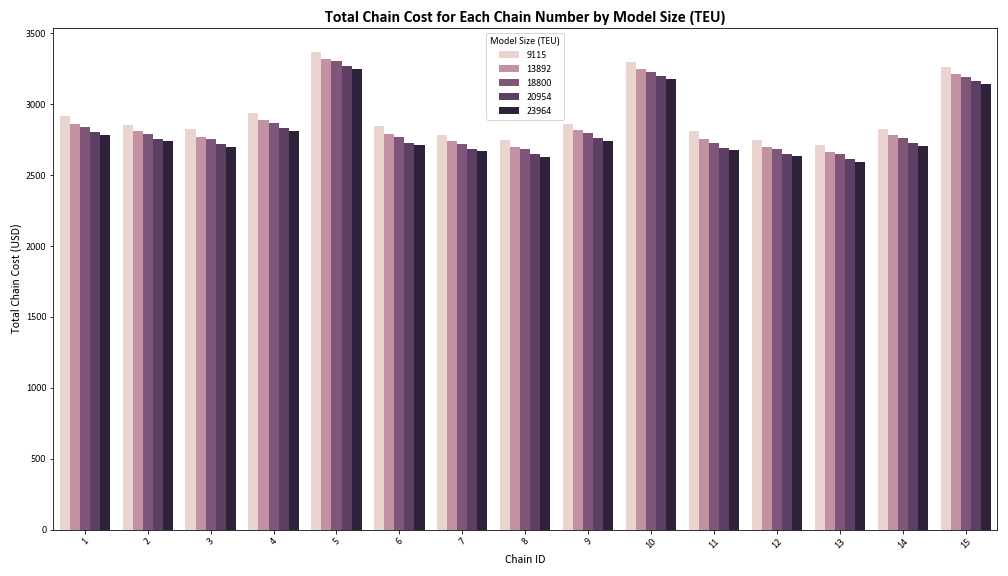 Total Chain Cost for Each Chain Number by Model Size (TEU)
Model Size (TEU)
9115
13892
18800
20954
23964
Total Chain Cost (USD)
3500
3000
2500
2000
1500
1000
500
0
1 2 3 4 5 6 7 8 9 10 11 12 13 14 15
Chain ID